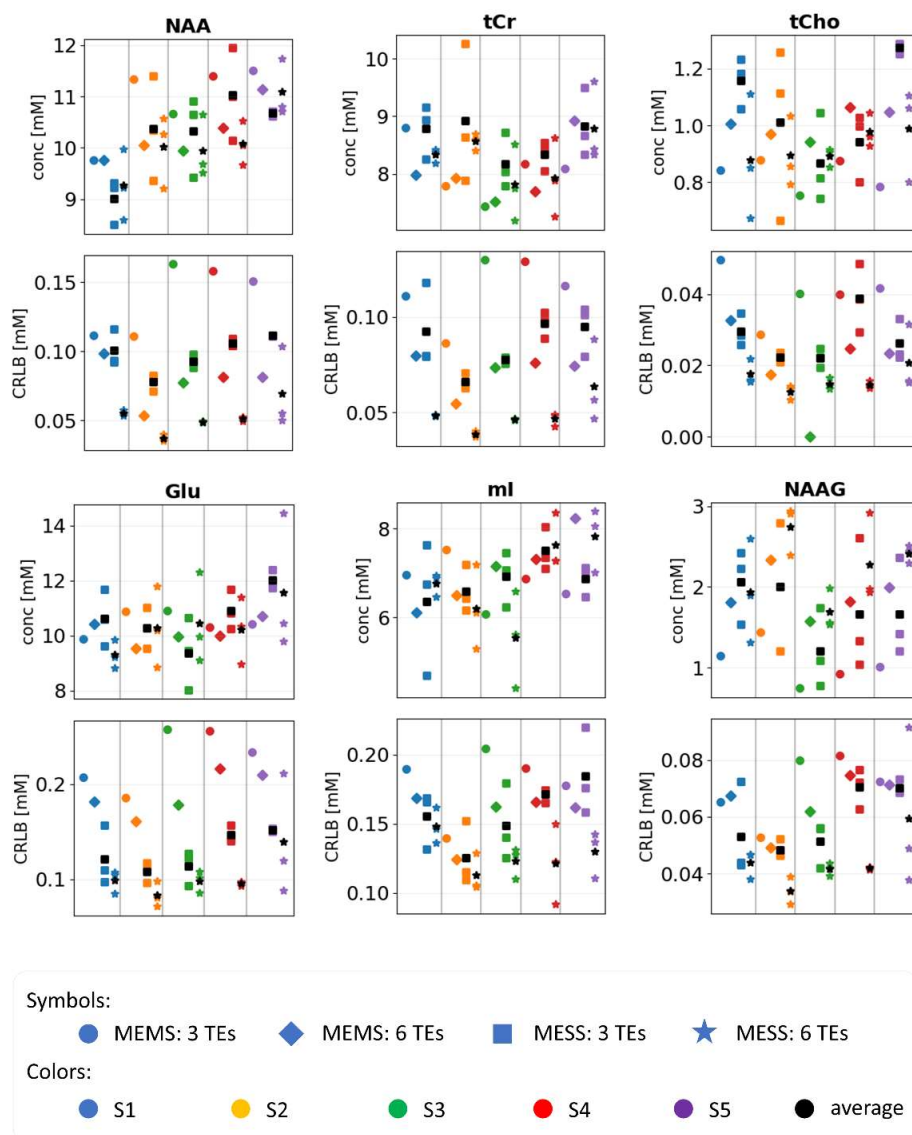 NAA tCr tCho
12
11
10
9
conc [mM]
10
9
8
1.2
1.0
0.8
conc [mM]
0.15
0.10
0.05
CRLB [mM]
0.10
0.05
CRLB [mM]
0.04
0.02
0.00
CRLB [mM]
Glu mI NAAG
14
12
10
8
conc [mM]
8
6
conc [mM]
3
2
1
conc [mM]
0.2
0.1
CRLB [mM]
0.20
0.15
0.10
CRLB [mM]
0.08
0.06
0.04
CRLB [mM]
Symbols:
MEMS: 3 TEs MEMS: 6 TEs MESS: 3 TEs MESS: 6 TEs
Colors:
S1 S2 S3 S4 S5 average